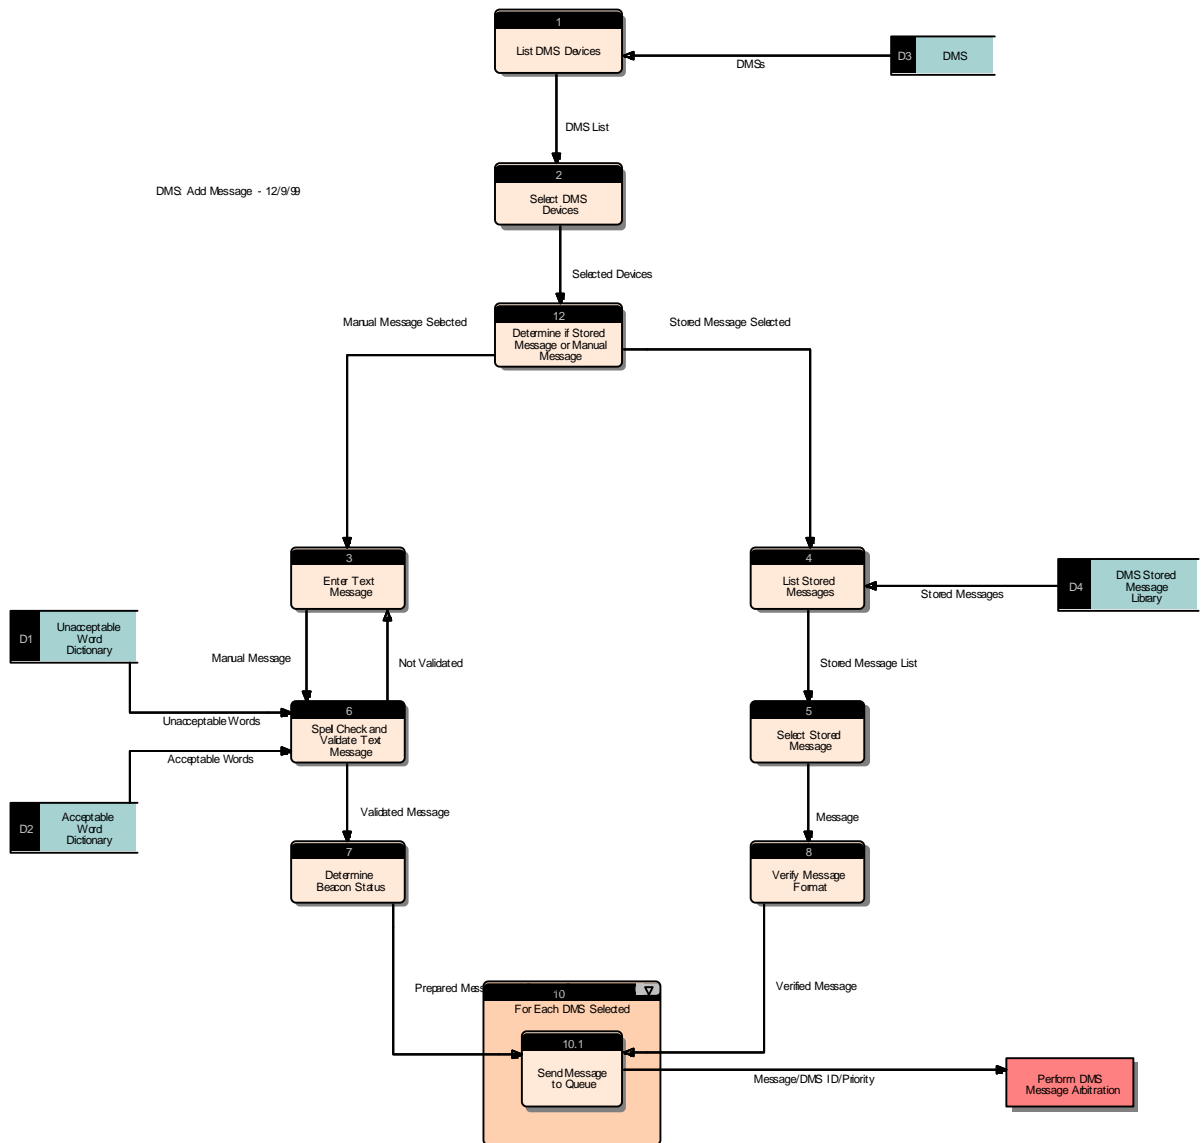 1
List DMS Devices
D3
DMS
DMSs
DMS List
2
Select DMS
Devices
DMS: Add Message - 12/9/99
Selected Devices
12
Determine if Stored
Message or Manual
Message
Manual Message Selected
Stored Message Selected
3
Enter Text
Message
4
List Stored
Messages
D4
DMS Stored
Message
Library
Stored Messages
D1
Unacceptable
Word
Dictionary
Manual Message
Not Validated
Stored Message List
Unacceptable Words
6
Spell Check and
Validate Text
Message
5
Select Stored
Message
Acceptable Words
D2
Acceptable
Word
Dictionary
Validated Message
Message
7
Determine
Beacon Status
8
Verify Message
Format
Prepared Mess
Verified Message
10
For Each DMS Selected
10.1
Send Message
to Queue
Message/DMS ID/Priority
Perform DMS
Message Arbitration